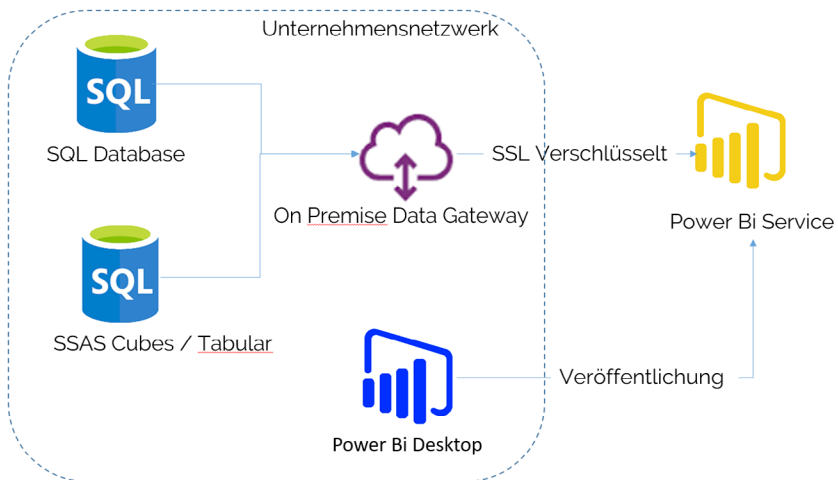 Unternehmensnetzwerk
SQL
SQL Database
SSL Verschlüsselt
On Premise Data Gateway
Power Bi Service
SQL
SSAS Cubes / Tabular
Veröffentlichung
Power Bi Desktop